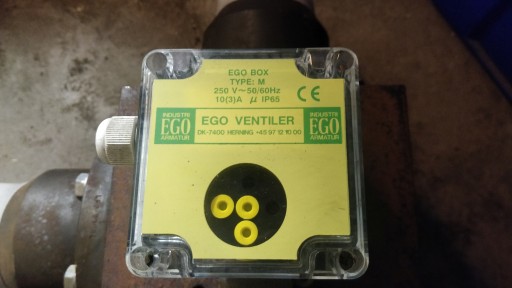 EGO BOX
TYPE: M
250 V~50/60Hz
10(3)A µ IP65
CE
INDUSTRI
EGO
ARMATUR
EGO VENTILER
DK-7400 HERNING +45 97 12 10 00
INDUSTRI
EGO
ARMATUR